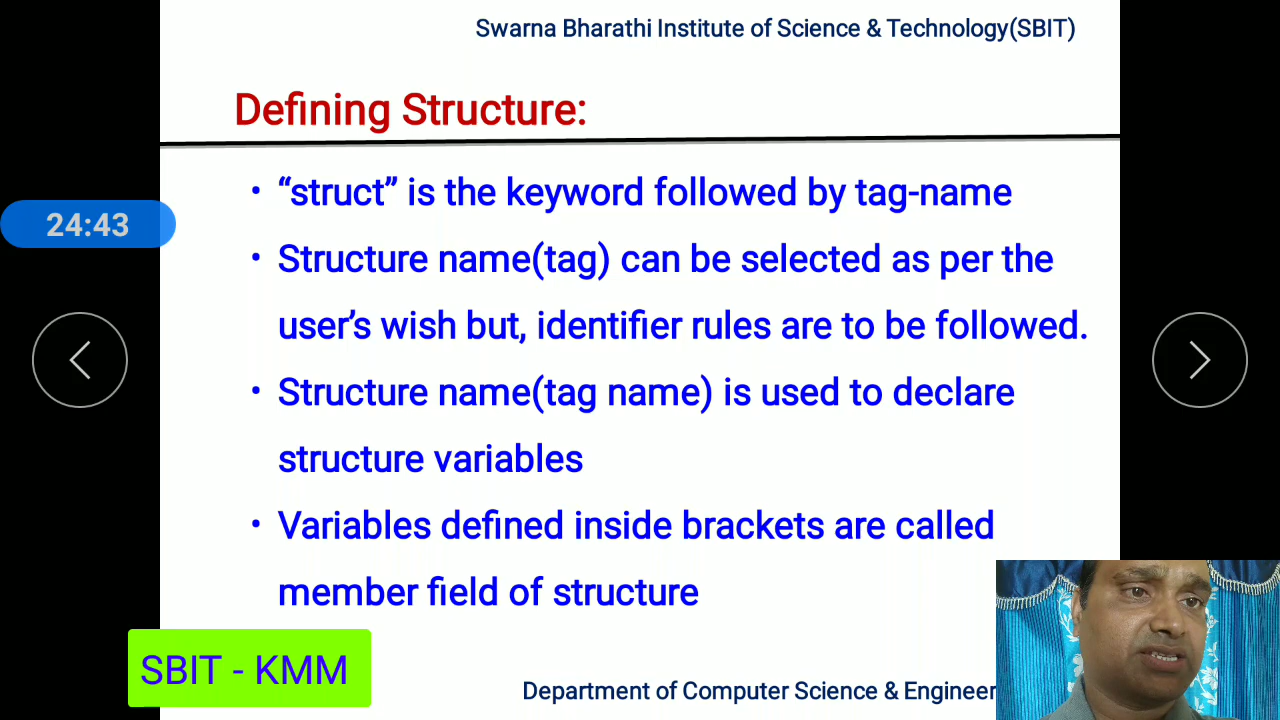 Swarna Bharathi Institute of Science & Technology(SBIT)
Defining Structure:
• “struct” is the keyword followed by tag-name
24:43
• Structure name(tag) can be selected as per the
user’s wish but, identifier rules are to be followed.
• Structure name(tag name) is used to declare
structure variables
• Variables defined inside brackets are called
member field of structure
SBIT - KMM
Department of Computer Science & Engineer